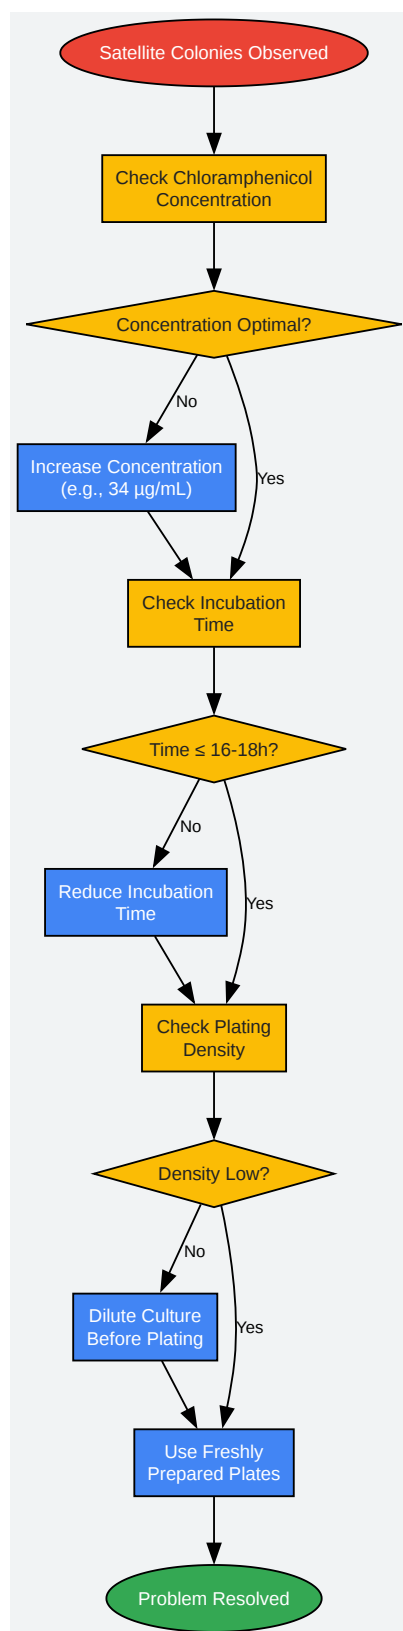 Satellite Colonies Observed
Check Chloramphenicol
Concentration
Concentration Optimal?
No
Increase Concentration
(e.g., 34 µg/mL)
Yes
Check Incubation
Time
Time ≤ 16-18h?
No
Reduce Incubation
Time
Yes
Check Plating
Density
Density Low?
No
Dilute Culture
Before Plating
Yes
Use Freshly
Prepared Plates
Problem Resolved